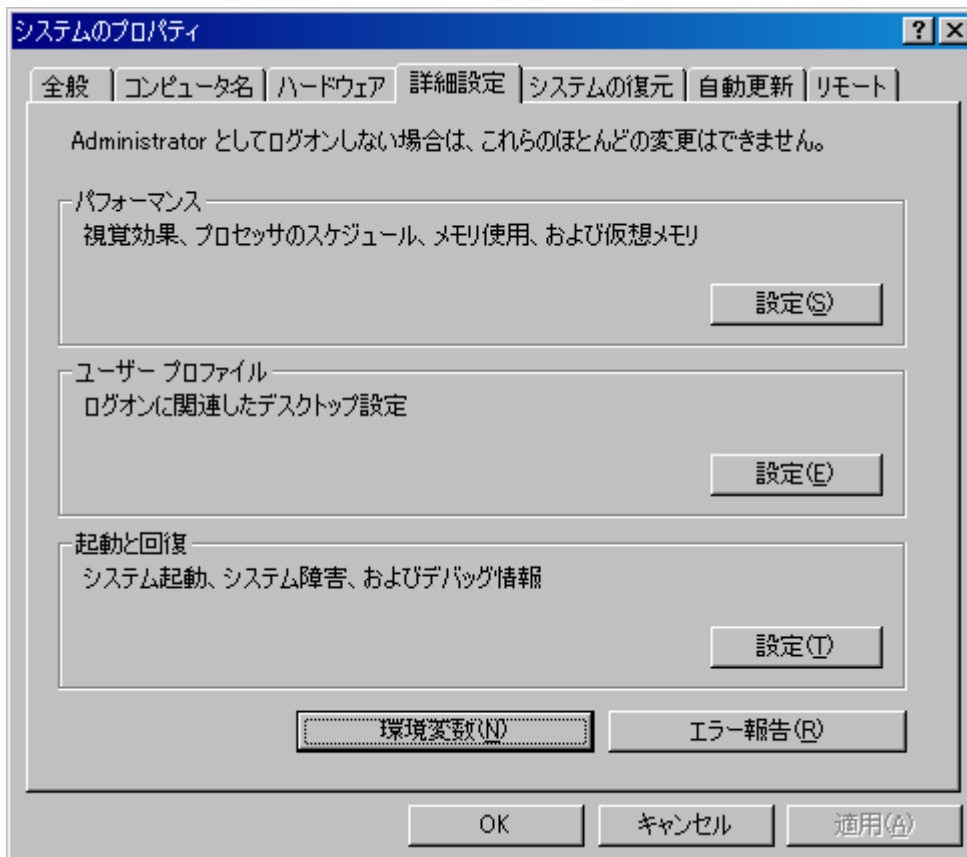 システムのプロパティ
全般 コンピュータ名 ハードウェア 詳細設定 システムの復元 自動更新 リモート
Administrator としてログオンしない場合は、これらのほとんどの変更はできません。
パフォーマンス
視覚効果、プロセッサのスケジュール、メモリ使用、および仮想メモリ
設定(S)
ユーザー プロファイル
ログオンに関連したデスクトップ設定
設定(E)
起動と回復
システム起動、システム障害、およびデバッグ情報
設定(T)
環境変数(N) エラー報告(R)
OK キャンセル 適用(A)